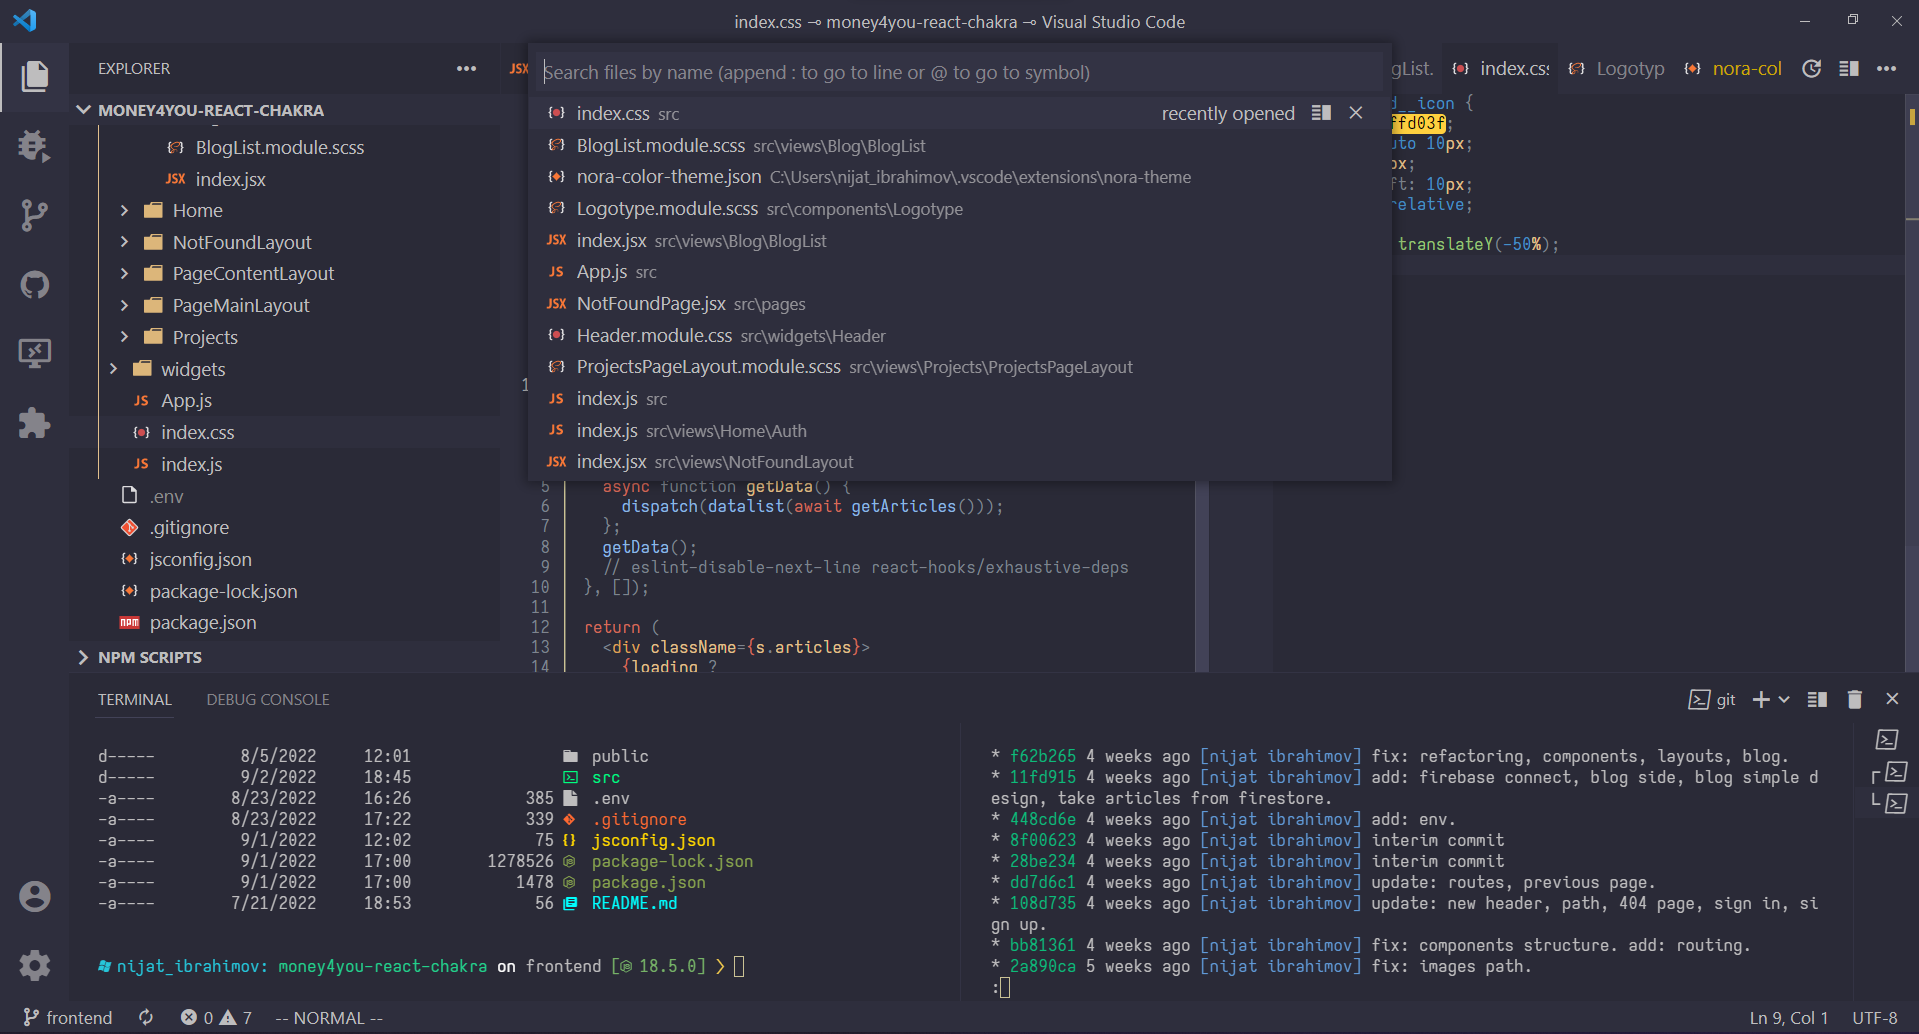 index.css ⊸ money4you-react-chakra ⊸ Visual Studio Code
EXPLORER
MONEY4YOU-REACT-CHAKRA
BlogList.module.scss
JSX index.jsx
Home
NotFoundLayout
PageContentLayout
PageMainLayout
Projects
widgets
JS App.js
index.css
JS index.js
.env
.gitignore
jsconfig.json
package-lock.json
npm package.json
NPM SCRIPTS
JSX
Search files by name (append : to go to line or @ to go to symbol)
index.css src recently opened
BlogList.module.scss src\views\Blog\BlogList
nora-color-theme.json C:\Users\nijat_ibrahimov\.vscode\extensions\nora-theme
Logotype.module.scss src\components\Logotype
JSX index.jsx src\views\Blog\BlogList
JS App.js src
JSX NotFoundPage.jsx src\pages
Header.module.css src\widgets\Header
ProjectsPageLayout.module.scss src\views\Projects\ProjectsPageLayout
JS index.js src
JS index.js src\views\Home\Auth
JSX index.jsx src\views\NotFoundLayout
gList. index.css Logotyp nora-col
d__icon {
ffd03f;
uto 10px;
px;
ft: 10px;
relative;
translateY(-50%);
1
5 async function getData() {
6 dispatch(datalist(await getArticles()));
7 };
8 getData();
9 // eslint-disable-next-line react-hooks/exhaustive-deps
10 }, []);
11
12 return (
13 <div className={s.articles}>
14 {loading ?
TERMINAL DEBUG CONSOLE
git
d----- 8/5/2022 12:01 public
d----- 9/2/2022 18:45 src
-a---- 8/23/2022 16:26 385 .env
-a---- 8/23/2022 17:22 339 .gitignore
-a---- 9/1/2022 12:02 75 jsconfig.json
-a---- 9/1/2022 17:00 1278526 package-lock.json
-a---- 9/1/2022 17:00 1478 package.json
-a---- 7/21/2022 18:53 56 README.md
nijat_ibrahimov: money4you-react-chakra on frontend [18.5.0] ❯
* f62b265 4 weeks ago [nijat ibrahimov] fix: refactoring, components, layouts, blog.
* 11fd915 4 weeks ago [nijat ibrahimov] add: firebase connect, blog side, blog simple d
esign, take articles from firestore.
* 448cd6e 4 weeks ago [nijat ibrahimov] add: env.
* 8f00623 4 weeks ago [nijat ibrahimov] interim commit
* 28be234 4 weeks ago [nijat ibrahimov] interim commit
* dd7d6c1 4 weeks ago [nijat ibrahimov] update: routes, previous page.
* 108d735 4 weeks ago [nijat ibrahimov] update: new header, path, 404 page, sign in, si
gn up.
* bb81361 4 weeks ago [nijat ibrahimov] fix: components structure. add: routing.
* 2a890ca 5 weeks ago [nijat ibrahimov] fix: images path.
:
frontend 0 7 -- NORMAL --
Ln 9, Col 1 UTF-8